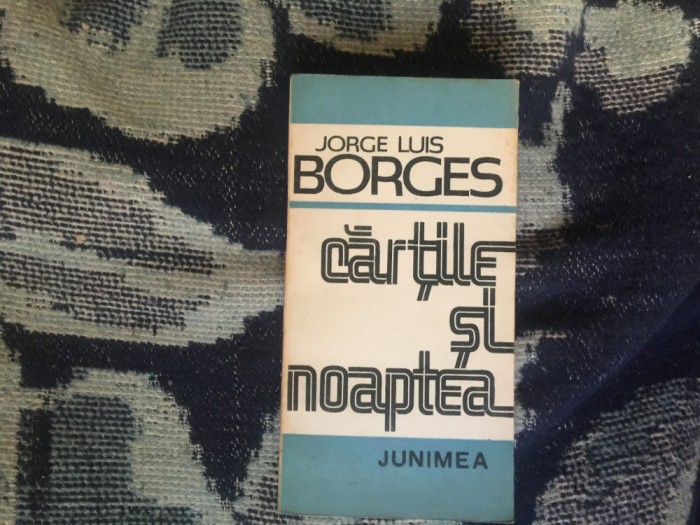 JORGE LUIS
BORGES
cărțile
și
noaptea
JUNIMEA